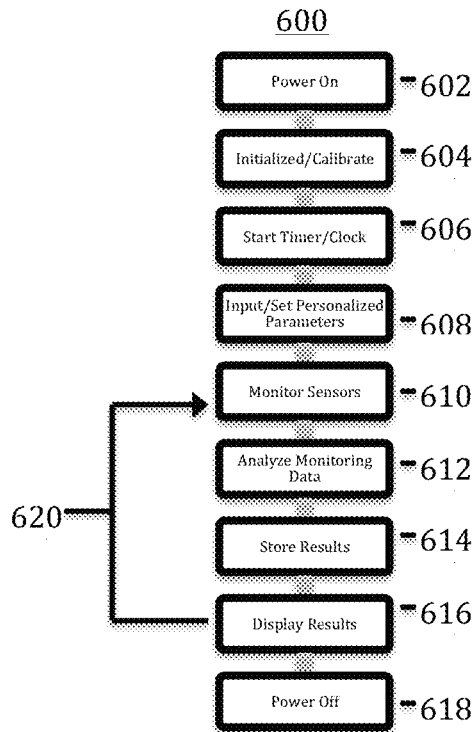 600
Power On
602
Initialized/Calibrate
604
Start Timer/Clock
606
Input/Set Personalized
Parameters
608
Monitor Sensors
610
Analyze Monitoring
Data
612
620
Store Results
614
Display Results
616
Power Off
618